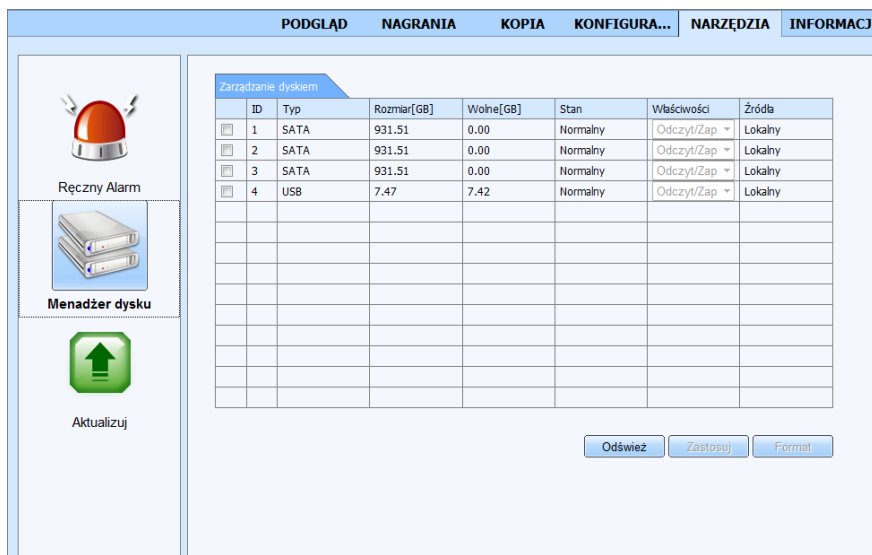 PODGLĄD NAGRANIA KOPIA KONFIGURA... NARZĘDZIA INFORMACJ
Ręczny Alarm
Menadżer dysku
Aktualizuj
Zarządzanie dyskiem
ID Typ Rozmiar[GB] Wolne[GB] Stan Właściwości Źródła
1 SATA 931.51 0.00 Normalny Odczyt/Zap Lokalny
2 SATA 931.51 0.00 Normalny Odczyt/Zap Lokalny
3 SATA 931.51 0.00 Normalny Odczyt/Zap Lokalny
4 USB 7.47 7.42 Normalny Odczyt/Zap Lokalny
Odśwież Zastosuj Format